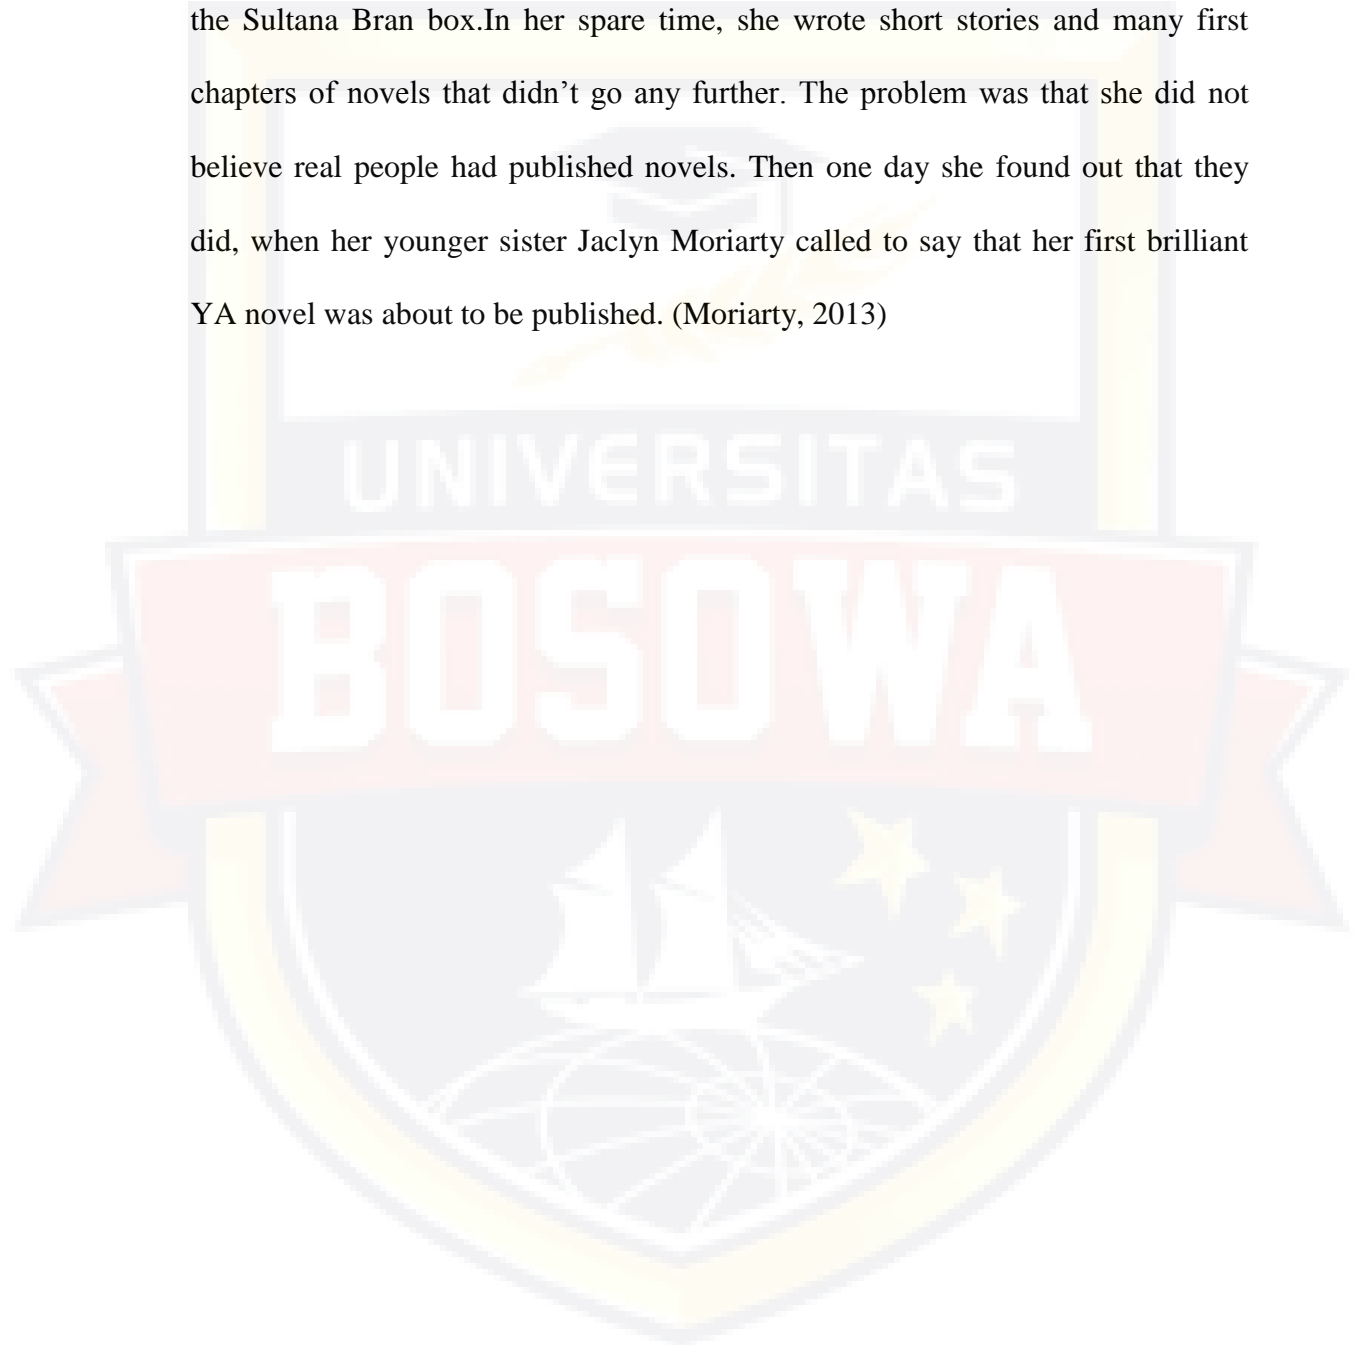 the Sultana Bran box.In her spare time, she wrote short stories and many first
chapters of novels that didn’t go any further. The problem was that she did not
believe real people had published novels. Then one day she found out that they
did, when her younger sister Jaclyn Moriarty called to say that her first brilliant
YA novel was about to be published. (Moriarty, 2013)
UNIVERSITAS
BOSOWA